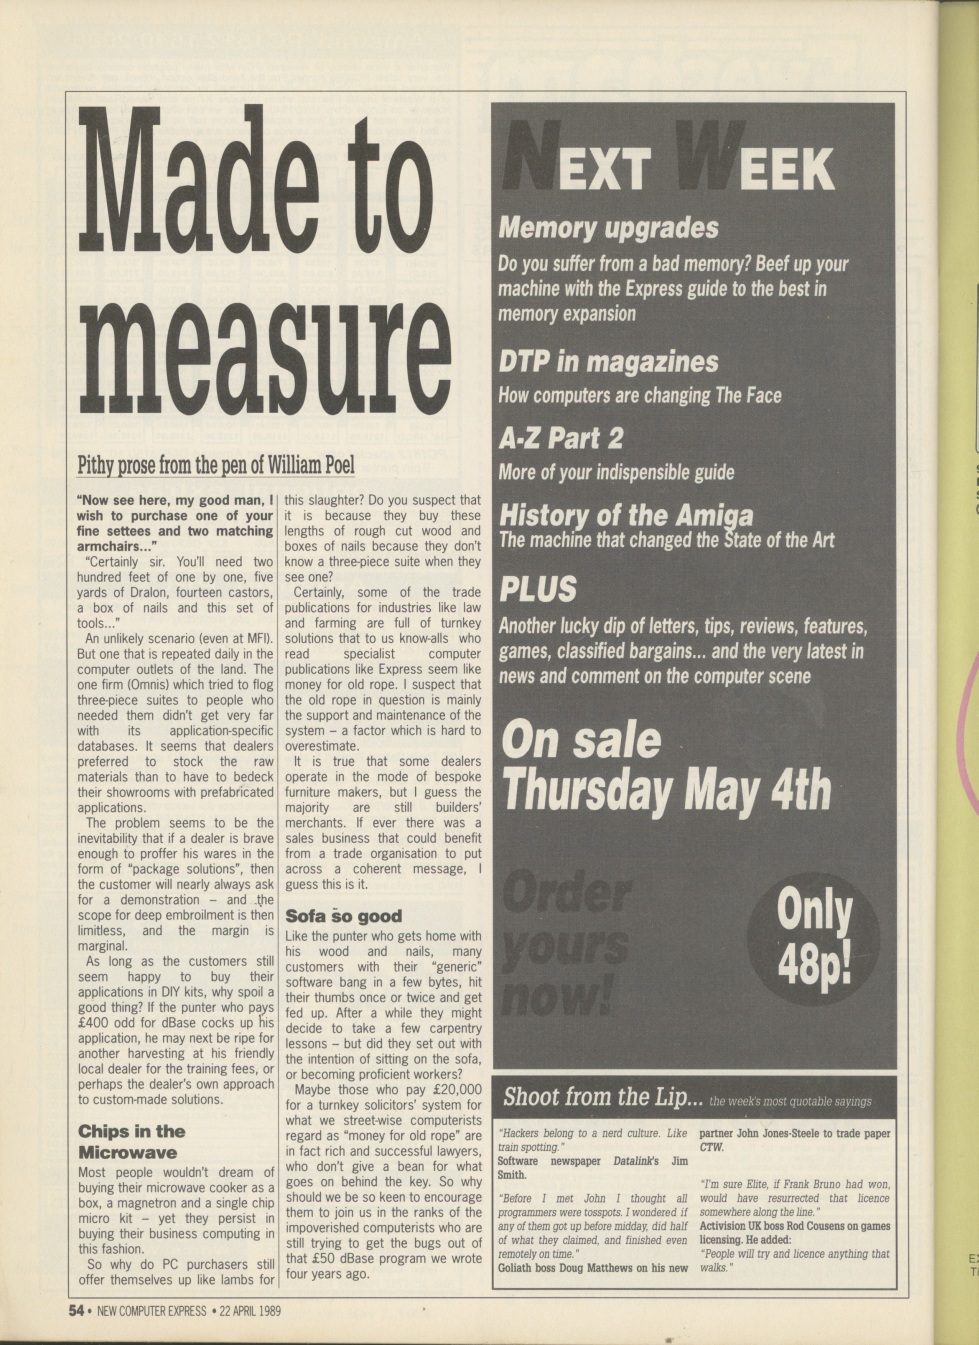 Made to
measure
Pithy prose from the pen of William Poel
"Now see here, my good man, I
wish to purchase one of your
fine settees and two matching
armchairs..."
"Certainly sir. You'll need two
hundred feet of one by one, five
yards of Dralon, fourteen castors,
a box of nails and this set of
tools..."
An unlikely scenario (even at MFI).
But one that is repeated daily in the
computer outlets of the land. The
one firm (Omnis) which tried to flog
three-piece suites to people who
needed them didn't get very far
with its application-specific
databases. It seems that dealers
preferred to stock the raw
materials than to have to bedeck
their showrooms with prefabricated
applications.
The problem seems to be the
inevitability that if a dealer is brave
enough to proffer his wares in the
form of "package solutions", then
the customer will nearly always ask
for a demonstration – and the
scope for deep embroilment is then
limitless, and the margin is
marginal.
As long as the customers still
seem happy to buy their
applications in DIY kits, why spoil a
good thing? If the punter who pays
£400 odd for dBase cocks up his
application, he may next be ripe for
another harvesting at his friendly
local dealer for the training fees, or
perhaps the dealer's own approach
to custom-made solutions.
Chips in the
Microwave
Most people wouldn't dream of
buying their microwave cooker as a
box, a magnetron and a single chip
micro kit – yet they persist in
buying their business computing in
this fashion.
So why do PC purchasers still
offer themselves up like lambs for
this slaughter? Do you suspect that
it is because they buy these
lengths of rough cut wood and
boxes of nails because they don't
know a three-piece suite when they
see one?
Certainly, some of the trade
publications for industries like law
and farming are full of turnkey
solutions that to us know-alls who
read specialist computer
publications like Express seem like
money for old rope. I suspect that
the old rope in question is mainly
the support and maintenance of the
system – a factor which is hard to
overestimate.
It is true that some dealers
operate in the mode of bespoke
furniture makers, but I guess the
majority are still builders'
merchants. If ever there was a
sales business that could benefit
from a trade organisation to put
across a coherent message, I
guess this is it.
Sofa so good
Like the punter who gets home with
his wood and nails, many
customers with their "generic"
software bang in a few bytes, hit
their thumbs once or twice and get
fed up. After a while they might
decide to take a few carpentry
lessons – but did they set out with
the intention of sitting on the sofa,
or becoming proficient workers?
Maybe those who pay £20,000
for a turnkey solicitors' system for
what we street-wise computerists
regard as "money for old rope" are
in fact rich and successful lawyers,
who don't give a bean for what
goes on behind the key. So why
should we be so keen to encourage
them to join us in the ranks of the
impoverished computerists who are
still trying to get the bugs out of
that £50 dBase program we wrote
four years ago.
NEXT WEEK
Memory upgrades
Do you suffer from a bad memory? Beef up your
machine with the Express guide to the best in
memory expansion
DTP in magazines
How computers are changing The Face
A-Z Part 2
More of your indispensible guide
History of the Amiga
The machine that changed the State of the Art
PLUS
Another lucky dip of letters, tips, reviews, features,
games, classified bargains... and the very latest in
news and comment on the computer scene
On sale
Thursday May 4th
Order
yours
now!
Only
48p!
Shoot from the Lip... the week's most quotable sayings
"Hackers belong to a nerd culture. Like
train spotting."
Software newspaper Datalink's Jim
Smith.
"Before I met John I thought all
programmers were tosspots. I wondered if
any of them got up before midday, did half
of what they claimed, and finished even
remotely on time."
Goliath boss Doug Matthews on his new
partner John Jones-Steele to trade paper
CTW.
"I'm sure Elite, if Frank Bruno had won,
would have resurrected that licence
somewhere along the line."
Activision UK boss Rod Cousens on games
licensing. He added:
"People will try and licence anything that
walks."
54 • NEW COMPUTER EXPRESS • 22 APRIL 1989